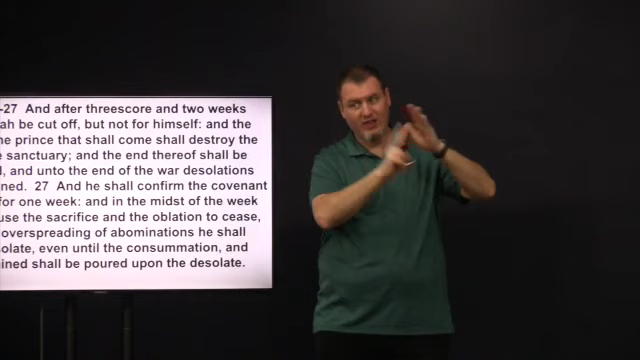 -27 And after threescore and two weeks
ah be cut off, but not for himself: and the
prince that shall come shall destroy the
sanctuary; and the end thereof shall be
, and unto the end of the war desolations
ned. 27 And he shall confirm the covenant
for one week: and in the midst of the week
use the sacrifice and the oblation to cease,
overspreading of abominations he shall
olate, even until the consummation, and
ined shall be poured upon the desolate.